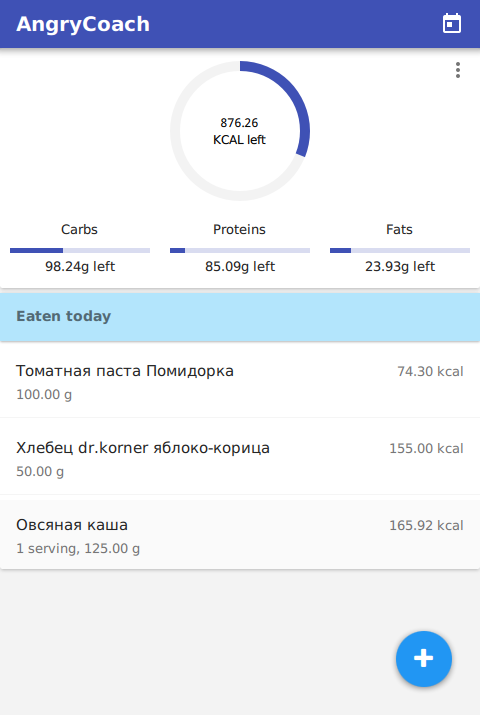 AngryCoach
876.26
KCAL left
Carbs
Proteins
Fats
98.24g left
85.09g left
23.93g left
Eaten today
Томатная паста Помидорка
74.30 kcal
100.00 g
Хлебец dr.korner яблоко-корица
155.00 kcal
50.00 g
Овсяная каша
165.92 kcal
1 serving, 125.00 g